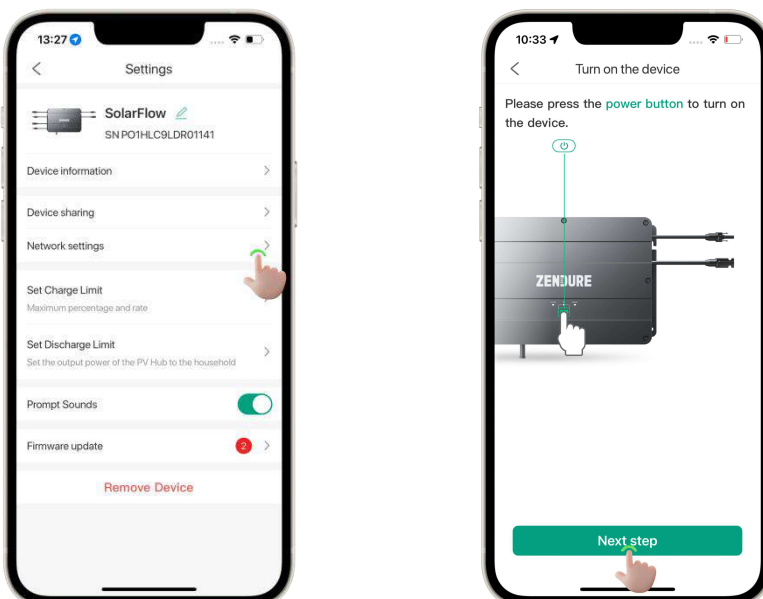 13:27
Settings
SolarFlow
SN PO1HLC9LDR01141
Device information
Device sharing
Network settings
Set Charge Limit
Maximum percentage and rate
Set Discharge Limit
Set the output power of the PV Hub to the household
Prompt Sounds
Firmware update 2
Remove Device
10:33
Turn on the device
Please press the power button to turn on
the device.
ZENDURE
Next step